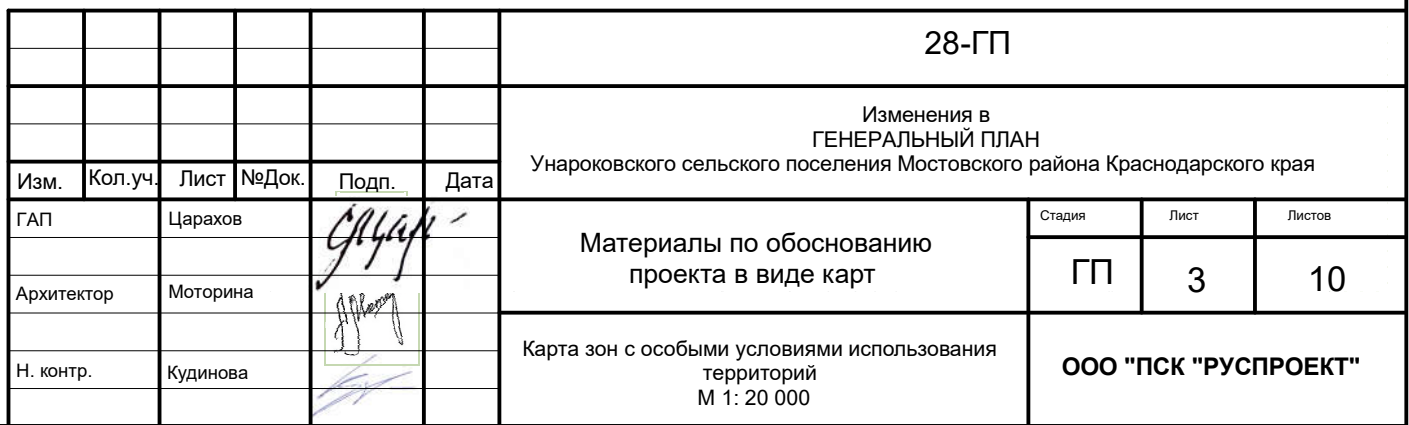 28-ГП
Изменения в
ГЕНЕРАЛЬНЫЙ ПЛАН
Унароковского сельского поселения Мостовского района Краснодарского края
Изм. Кол.уч. Лист №Док. Подп. Дата
ГАП Царахов
Архитектор Моторина
Н. контр. Кудинова
Материалы по обоснованию
проекта в виде карт
Стадия Лист Листов
ГП 3 10
Карта зон с особыми условиями использования
территорий
М 1: 20 000
ООО "ПСК "РУСПРОЕКТ"